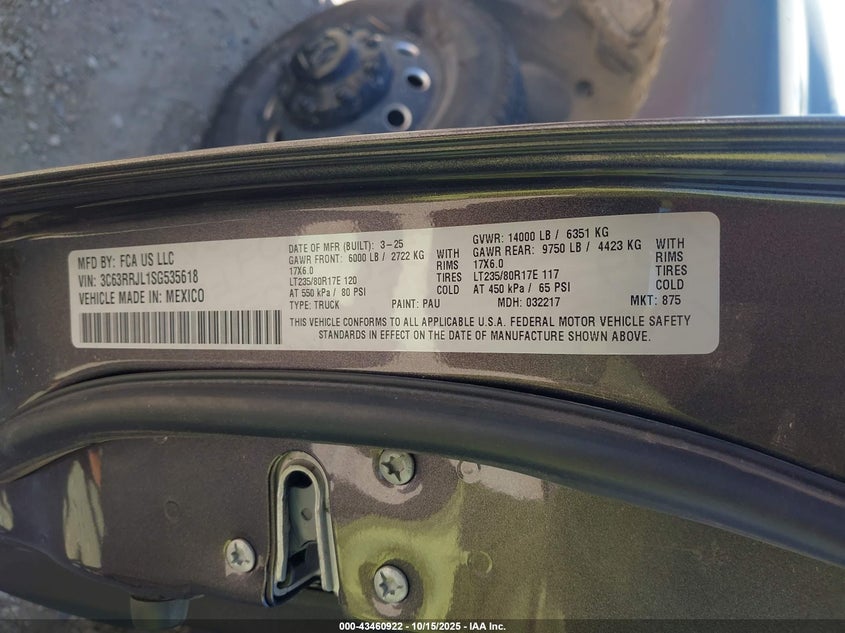 MFD BY: FCA US LLC
VIN: 3C63RRJL1SG535618
VEHICLE MADE IN: MEXICO
DATE OF MFR (BUILT): 3-25
GAWR FRONT: 6000 LB / 2722 KG WITH
17X6.0 RIMS
LT235/80R17E 120
AT 550 kPa / 80 PSI COLD
TYPE: TRUCK PAINT: PAU
GVWR: 14000 LB / 6351 KG
GAWR REAR: 9750 LB / 4423 KG WITH
17X6.0 RIMS
LT235/80R17E 117
AT 450 kPa / 65 PSI COLD
MDH: 032217 MKT: 875
THIS VEHICLE CONFORMS TO ALL APPLICABLE U.S.A. FEDERAL MOTOR VEHICLE SAFETY
STANDARDS IN EFFECT ON THE DATE OF MANUFACTURE SHOWN ABOVE.
000-43460922 - 10/15/2025 - IAA Inc.